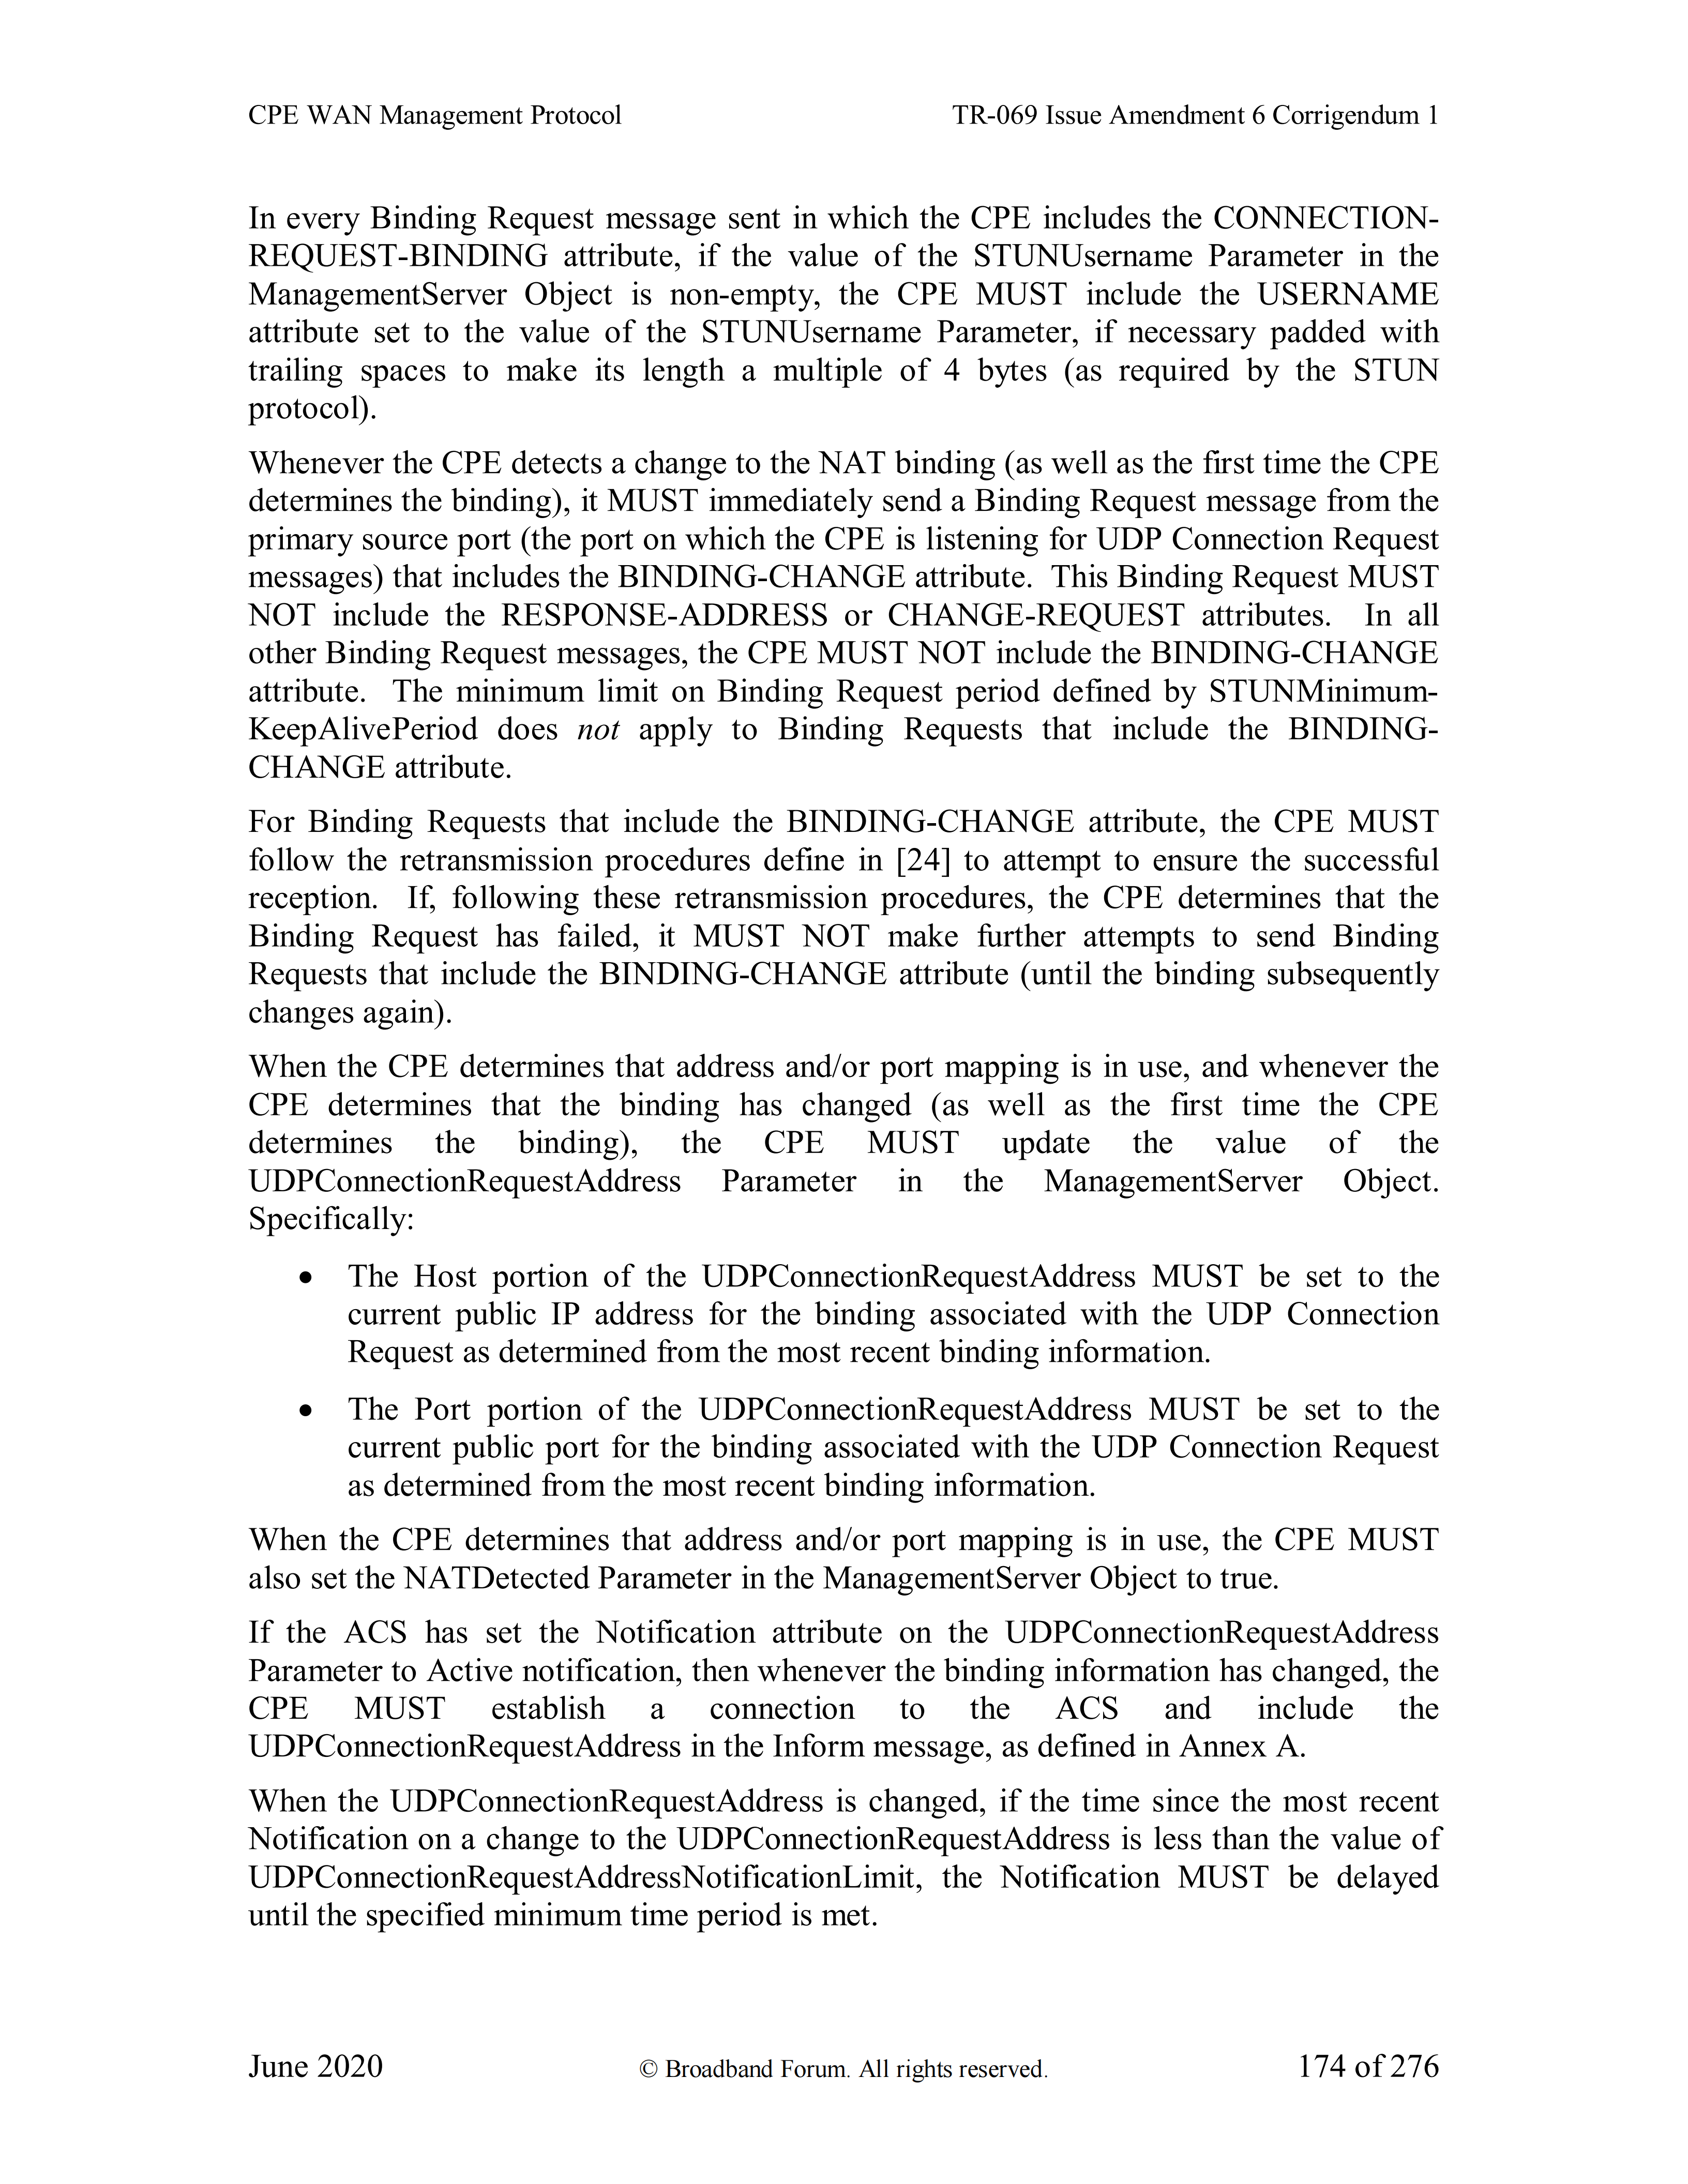 CPE WAN Management Protocol TR-069 Issue Amendment 6 Corrigendum 1
In every Binding Request message sent in which the CPE includes the CONNECTION-
REQUEST-BINDING attribute, if the value of the STUNUsername Parameter in the
ManagementServer Object is non-empty, the CPE MUST include the USERNAME
attribute set to the value of the STUNUsername Parameter, if necessary padded with
trailing spaces to make its length a multiple of 4 bytes (as required by the STUN
protocol).
Whenever the CPE detects a change to the NAT binding (as well as the first time the CPE
determines the binding), it MUST immediately send a Binding Request message from the
primary source port (the port on which the CPE is listening for UDP Connection Request
messages) that includes the BINDING-CHANGE attribute. This Binding Request MUST
NOT include the RESPONSE-ADDRESS or CHANGE-REQUEST attributes. In all
other Binding Request messages, the CPE MUST NOT include the BINDING-CHANGE
attribute. The minimum limit on Binding Request period defined by STUNMinimum-
KeepAlivePeriod does not apply to Binding Requests that include the BINDING-
CHANGE attribute.
For Binding Requests that include the BINDING-CHANGE attribute, the CPE MUST
follow the retransmission procedures define in [24] to attempt to ensure the successful
reception. If, following these retransmission procedures, the CPE determines that the
Binding Request has failed, it MUST NOT make further attempts to send Binding
Requests that include the BINDING-CHANGE attribute (until the binding subsequently
changes again).
When the CPE determines that address and/or port mapping is in use, and whenever the
CPE determines that the binding has changed (as well as the first time the CPE
determines the binding), the CPE MUST update the value of the
UDPConnectionRequestAddress Parameter in the ManagementServer Object.
Specifically:
• The Host portion of the UDPConnectionRequestAddress MUST be set to the
current public IP address for the binding associated with the UDP Connection
Request as determined from the most recent binding information.
• The Port portion of the UDPConnectionRequestAddress MUST be set to the
current public port for the binding associated with the UDP Connection Request
as determined from the most recent binding information.
When the CPE determines that address and/or port mapping is in use, the CPE MUST
also set the NATDetected Parameter in the ManagementServer Object to true.
If the ACS has set the Notification attribute on the UDPConnectionRequestAddress
Parameter to Active notification, then whenever the binding information has changed, the
CPE MUST establish a connection to the ACS and include the
UDPConnectionRequestAddress in the Inform message, as defined in Annex A.
When the UDPConnectionRequestAddress is changed, if the time since the most recent
Notification on a change to the UDPConnectionRequestAddress is less than the value of
UDPConnectionRequestAddressNotificationLimit, the Notification MUST be delayed
until the specified minimum time period is met.
June 2020 © Broadband Forum. All rights reserved. 174 of 276